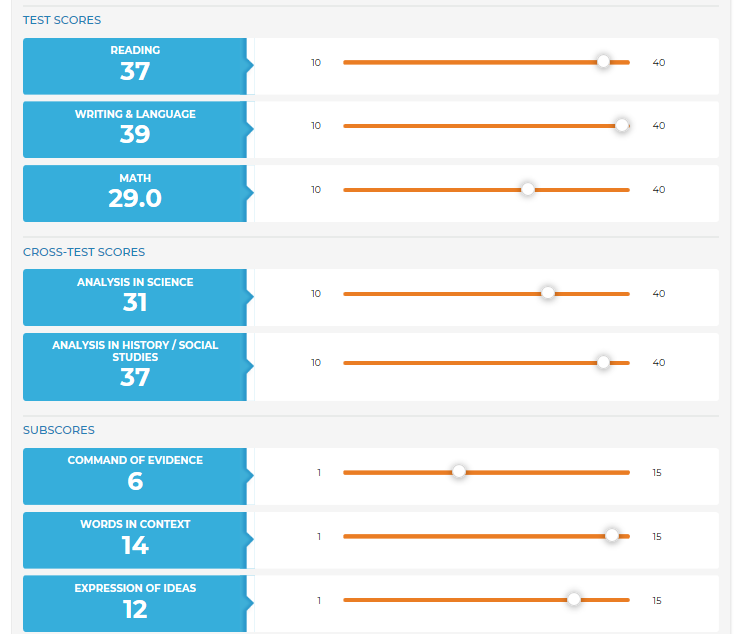 TEST SCORES
READING
37
10 40
WRITING & LANGUAGE
39
10 40
MATH
29.0
10 40
CROSS-TEST SCORES
ANALYSIS IN SCIENCE
31
10 40
ANALYSIS IN HISTORY / SOCIAL
STUDIES
37
10 40
SUBSCORES
COMMAND OF EVIDENCE
6
1 15
WORDS IN CONTEXT
14
1 15
EXPRESSION OF IDEAS
12
1 15